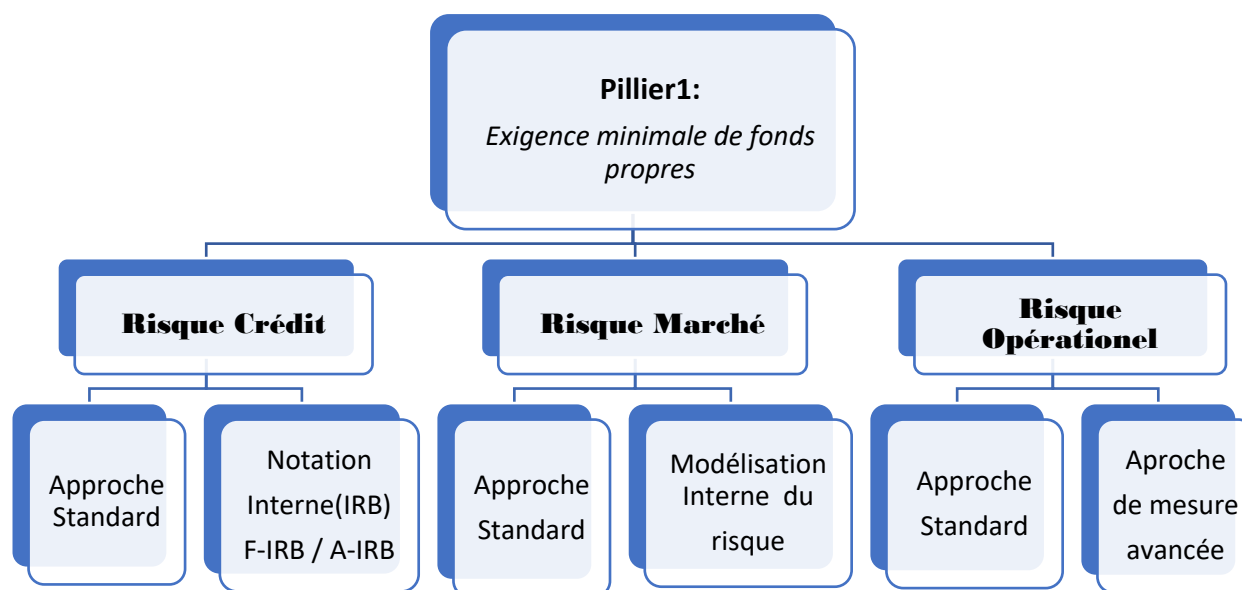 Pillier1:
Exigence minimale de fonds
propres
Risque Crédit
Risque Marché
Risque
Opérationel
Approche
Standard
Notation
Interne(IRB)
F-IRB / A-IRB
Approche
Standard
Modélisation
Interne du
risque
Approche
Standard
Aproche
de mesure
avancée